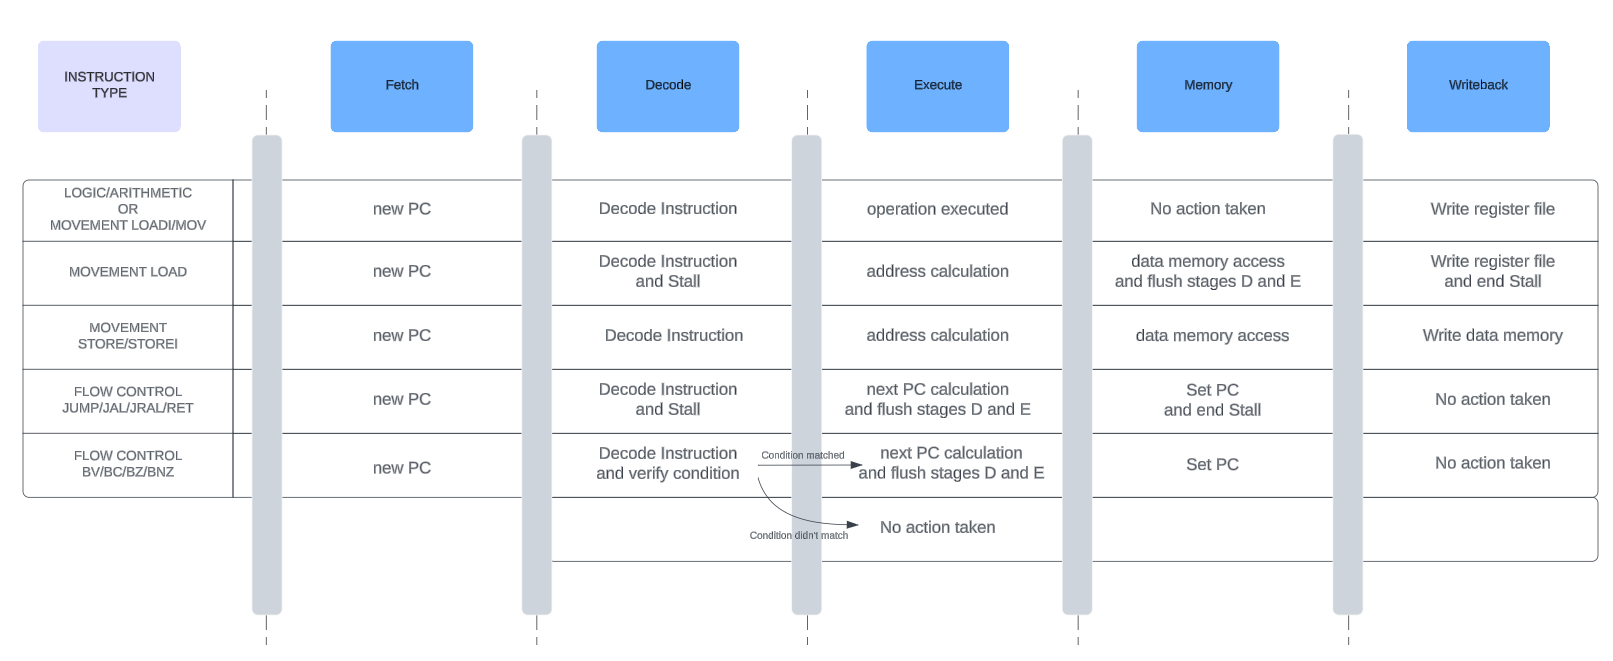 INSTRUCTION
TYPE
Fetch
Decode
Execute
Memory
Writeback
LOGIC/ARITHMETIC
OR
MOVEMENT LOADI/MOV
new PC
Decode Instruction
operation executed
No action taken
Write register file
MOVEMENT LOAD
new PC
Decode Instruction
and Stall
address calculation
data memory access
and flush stages D and E
Write register file
and end Stall
MOVEMENT
STORE/STOREI
new PC
Decode Instruction
address calculation
data memory access
Write data memory
FLOW CONTROL
JUMP/JAL/JRAL/RET
new PC
Decode Instruction
and Stall
next PC calculation
and flush stages D and E
Set PC
and end Stall
No action taken
FLOW CONTROL
BV/BC/BZ/BNZ
new PC
Decode Instruction
and verify condition
Condition matched
next PC calculation
and flush stages D and E
Set PC
No action taken
Condition didn't match
No action taken